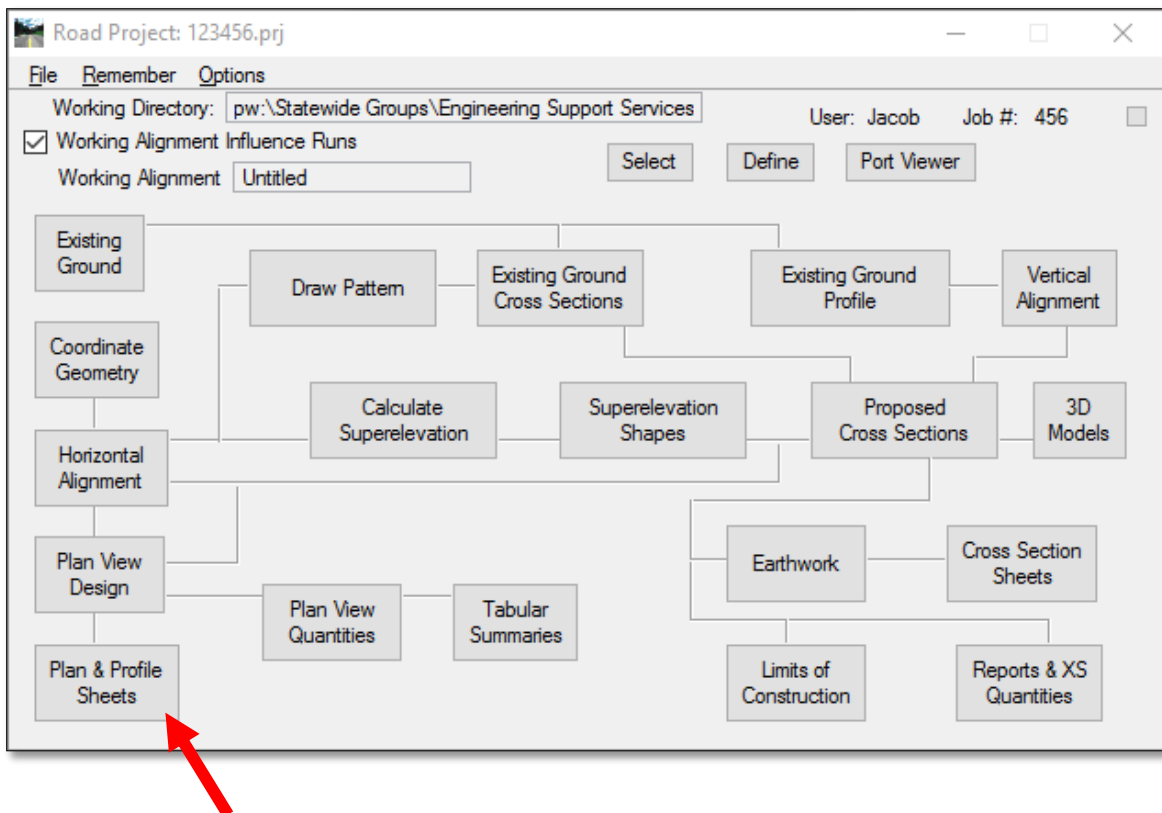 Road Project: 123456.prj
File Remember Options
Working Directory: pw:\Statewide Groups\Engineering Support Services
User: Jacob Job #: 456
Working Alignment Influence Runs
Select Define Port Viewer
Working Alignment Untitled
Existing
Ground
Draw Pattern
Existing Ground
Cross Sections
Existing Ground
Profile
Vertical
Alignment
Coordinate
Geometry
Calculate
Superelevation
Superelevation
Shapes
Proposed
Cross Sections
3D
Models
Horizontal
Alignment
Plan View
Design
Earthwork
Cross Section
Sheets
Plan View
Quantities
Tabular
Summaries
Plan & Profile
Sheets
Limits of
Construction
Reports & XS
Quantities